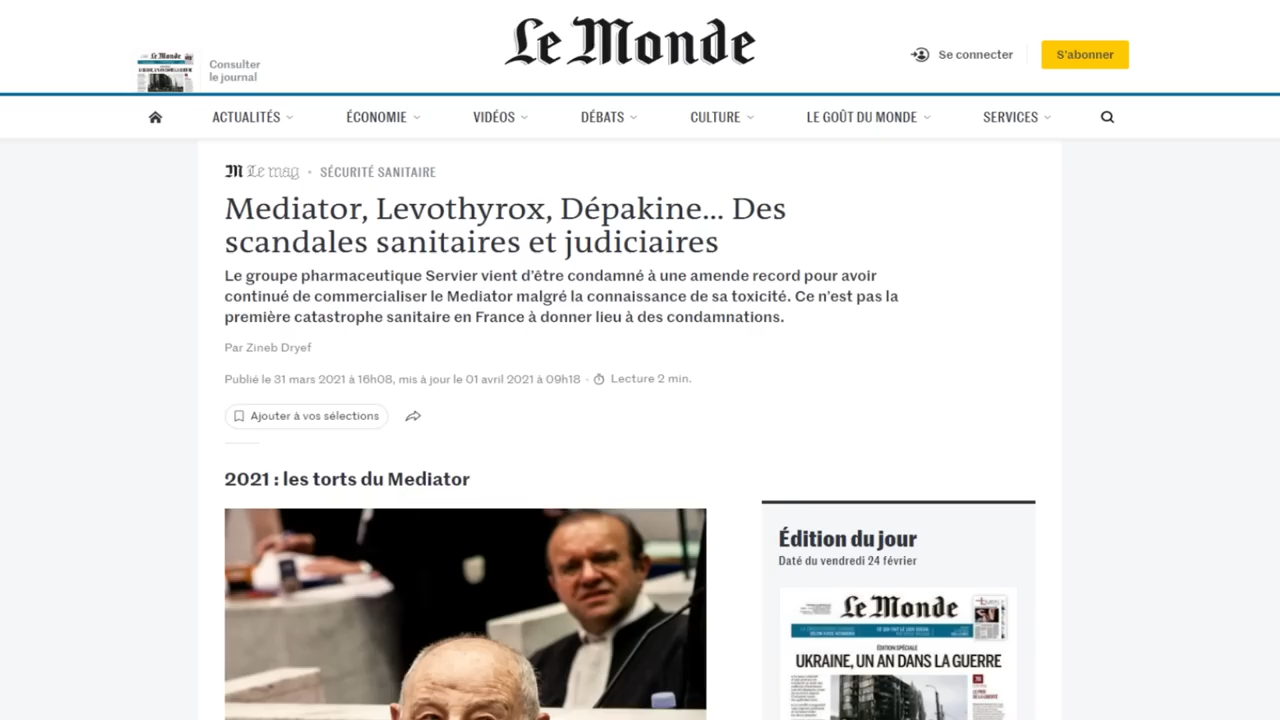 Le Monde
Consulter
le journal
Le Monde
Se connecter
S'abonner
ACTUALITÉS
ÉCONOMIE
VIDÉOS
DÉBATS
CULTURE
LE GOÛT DU MONDE
SERVICES
M Le mag • SÉCURITÉ SANITAIRE
Mediator, Levothyrox, Dépakine... Des
scandales sanitaires et judiciaires
Le groupe pharmaceutique Servier vient d'être condamné à une amende record pour avoir
continué de commercialiser le Mediator malgré la connaissance de sa toxicité. Ce n'est pas la
première catastrophe sanitaire en France à donner lieu à des condamnations.
Par Zineb Dryef
Publié le 31 mars 2021 à 16h08, mis à jour le 01 avril 2021 à 09h18 · Lecture 2 min.
Ajouter à vos sélections
2021 : les torts du Mediator
Édition du jour
Daté du vendredi 24 février
Le Monde
ÉDITION SPÉCIALE
UKRAINE, UN AN DANS LA GUERRE